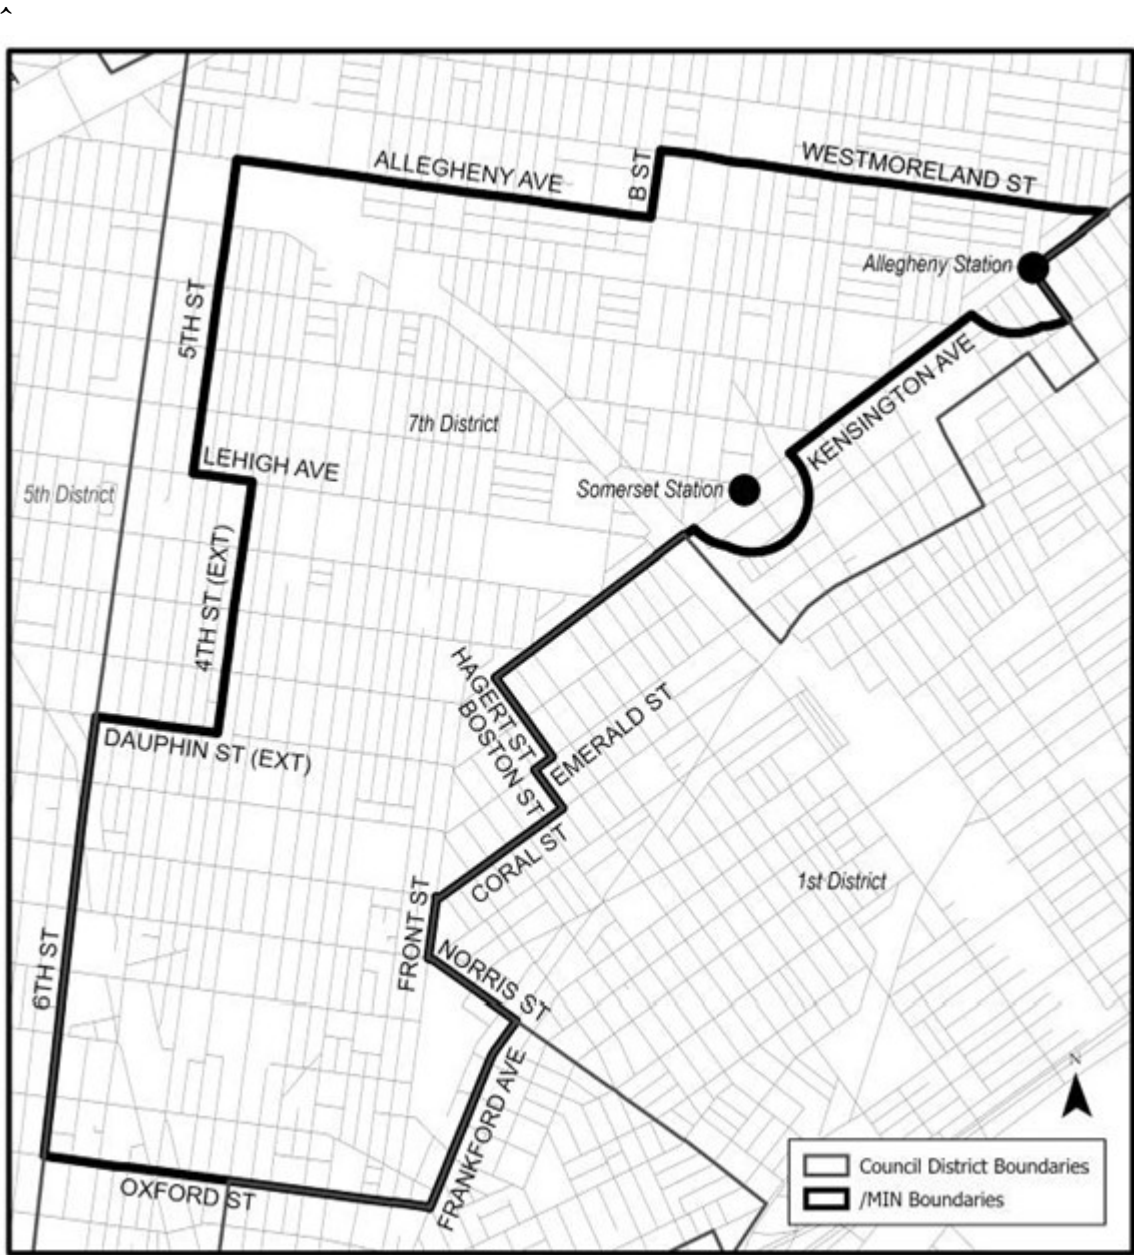 ALLEGHENY AVE
B ST
WESTMORELAND ST
Allegheny Station
5TH ST
KENSINGTON AVE
7th District
LEHIGH AVE
5th District
Somerset Station
4TH ST (EXT)
HAGERT ST
BOSTON ST
EMERALD ST
DAUPHIN ST (EXT)
CORAL ST
1st District
FRONT ST
NORRIS ST
6TH ST
FRANKFORD AVE
OXFORD ST
N
Council District Boundaries
/MIN Boundaries